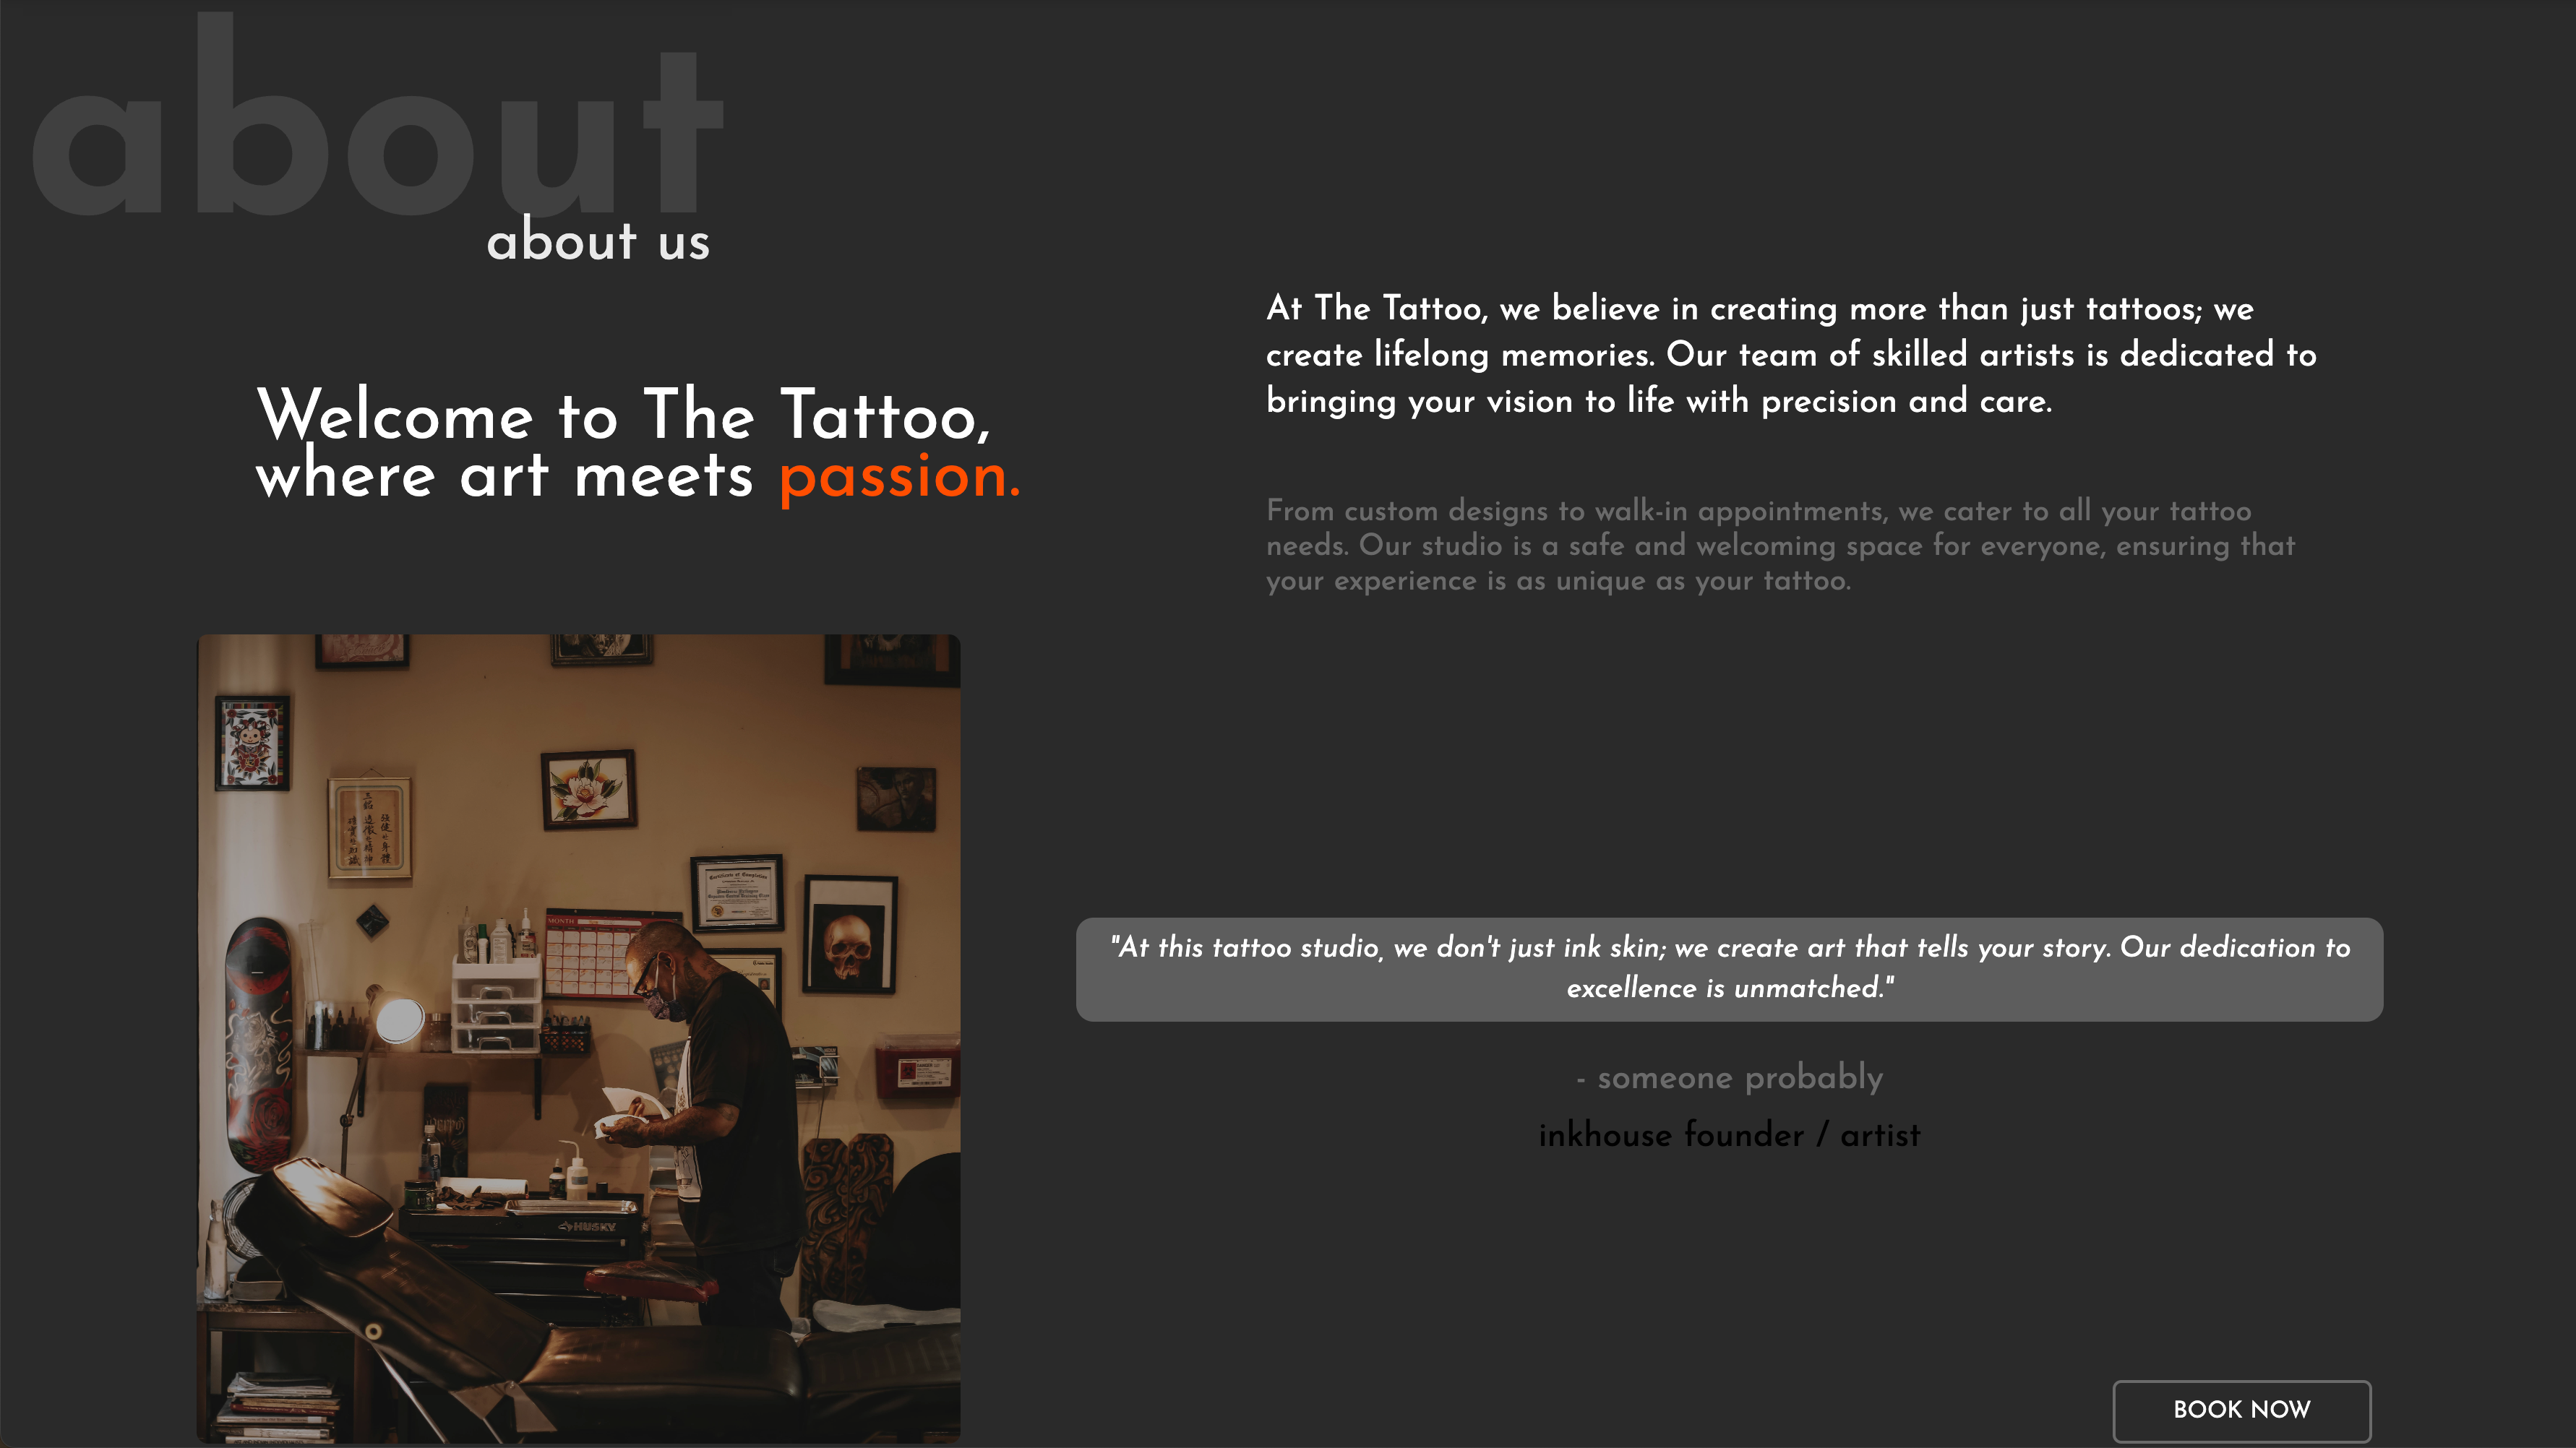 about
about us
Welcome to The Tattoo,
where art meets passion.
At The Tattoo, we believe in creating more than just tattoos; we
create lifelong memories. Our team of skilled artists is dedicated to
bringing your vision to life with precision and care.
From custom designs to walk-in appointments, we cater to all your tattoo
needs. Our studio is a safe and welcoming space for everyone, ensuring that
your experience is as unique as your tattoo.
Certificate of Completion
MONTH
HUSKY
"At this tattoo studio, we don't just ink skin; we create art that tells your story. Our dedication to
excellence is unmatched."
- someone probably
inkhouse founder / artist
BOOK NOW